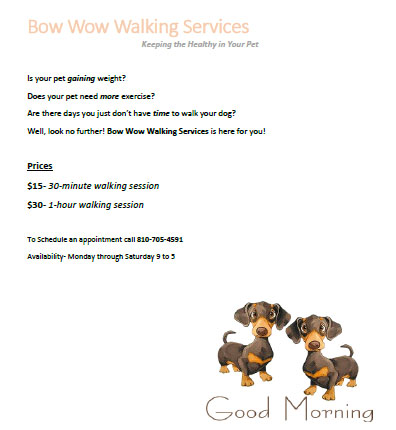 Bow Wow Walking Services
Keeping the Healthy in Your Pet
Is your pet gaining weight?
Does your pet need more exercise?
Are there days you just don't have time to walk your dog?
Well, look no further! Bow Wow Walking Services is here for you!
Prices
$15- 30-minute walking session
$30- 1-hour walking session
To Schedule an appointment call 810-705-4591
Availability- Monday through Saturday 9 to 5
Good Morning